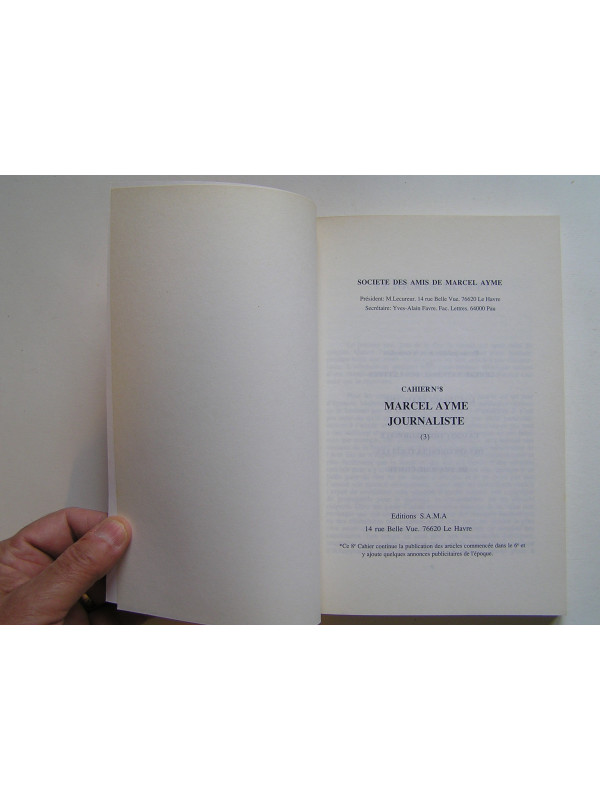 SOCIETE DES AMIS DE MARCEL AYME
Président: M.Lecureur, 14 rue Belle Vue, 76620 Le Havre
Secrétaire: Yves-Alain Favre, Fac. Lettres, 64000 Pau
CAHIER N°8
MARCEL AYME
JOURNALISTE
(3)
Editions S.A.M.A
14 rue Belle Vue, 76620 Le Havre
*Ce 8e Cahier continue la publication des articles commencée dans le 6e et
y ajoute quelques annonces publicitaires de l'époque.